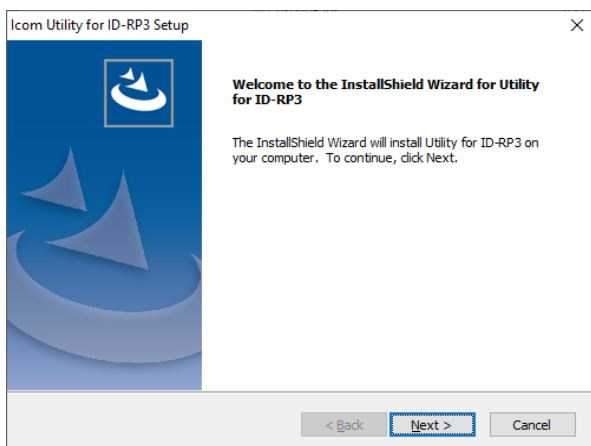 Icom Utility for ID-RP3 Setup
Welcome to the InstallShield Wizard for Utility
for ID-RP3
The InstallShield Wizard will install Utility for ID-RP3 on
your computer. To continue, click Next.
< Back Next > Cancel